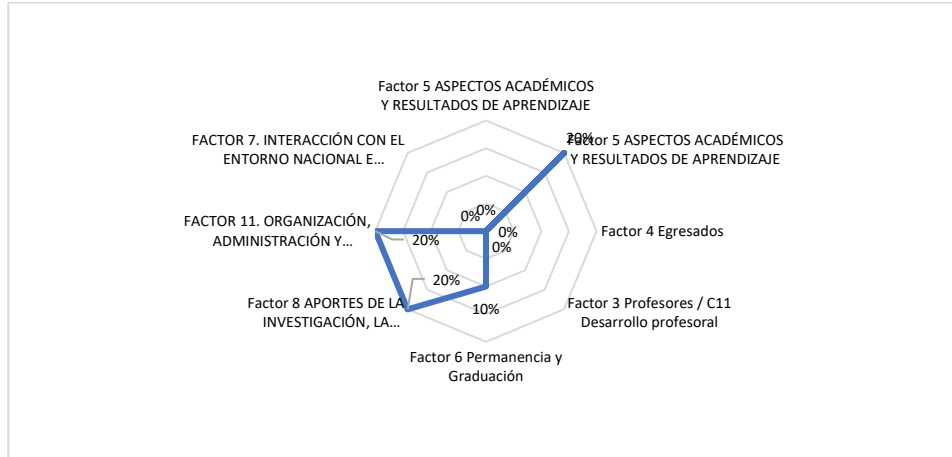 Factor 5 ASPECTOS ACADÉMICOS
Y RESULTADOS DE APRENDIZAJE
20%
Factor 5 ASPECTOS ACADÉMICOS
Y RESULTADOS DE APRENDIZAJE
FACTOR 7. INTERACCIÓN CON EL
ENTORNO NACIONAL E...
0%
0%
FACTOR 11. ORGANIZACIÓN,
ADMINISTRACIÓN Y...
20%
0%
Factor 4 Egresados
0%
Factor 8 APORTES DE LA
INVESTIGACIÓN, LA...
20%
10%
Factor 3 Profesores / C11
Desarrollo profesoral
Factor 6 Permanencia y
Graduación